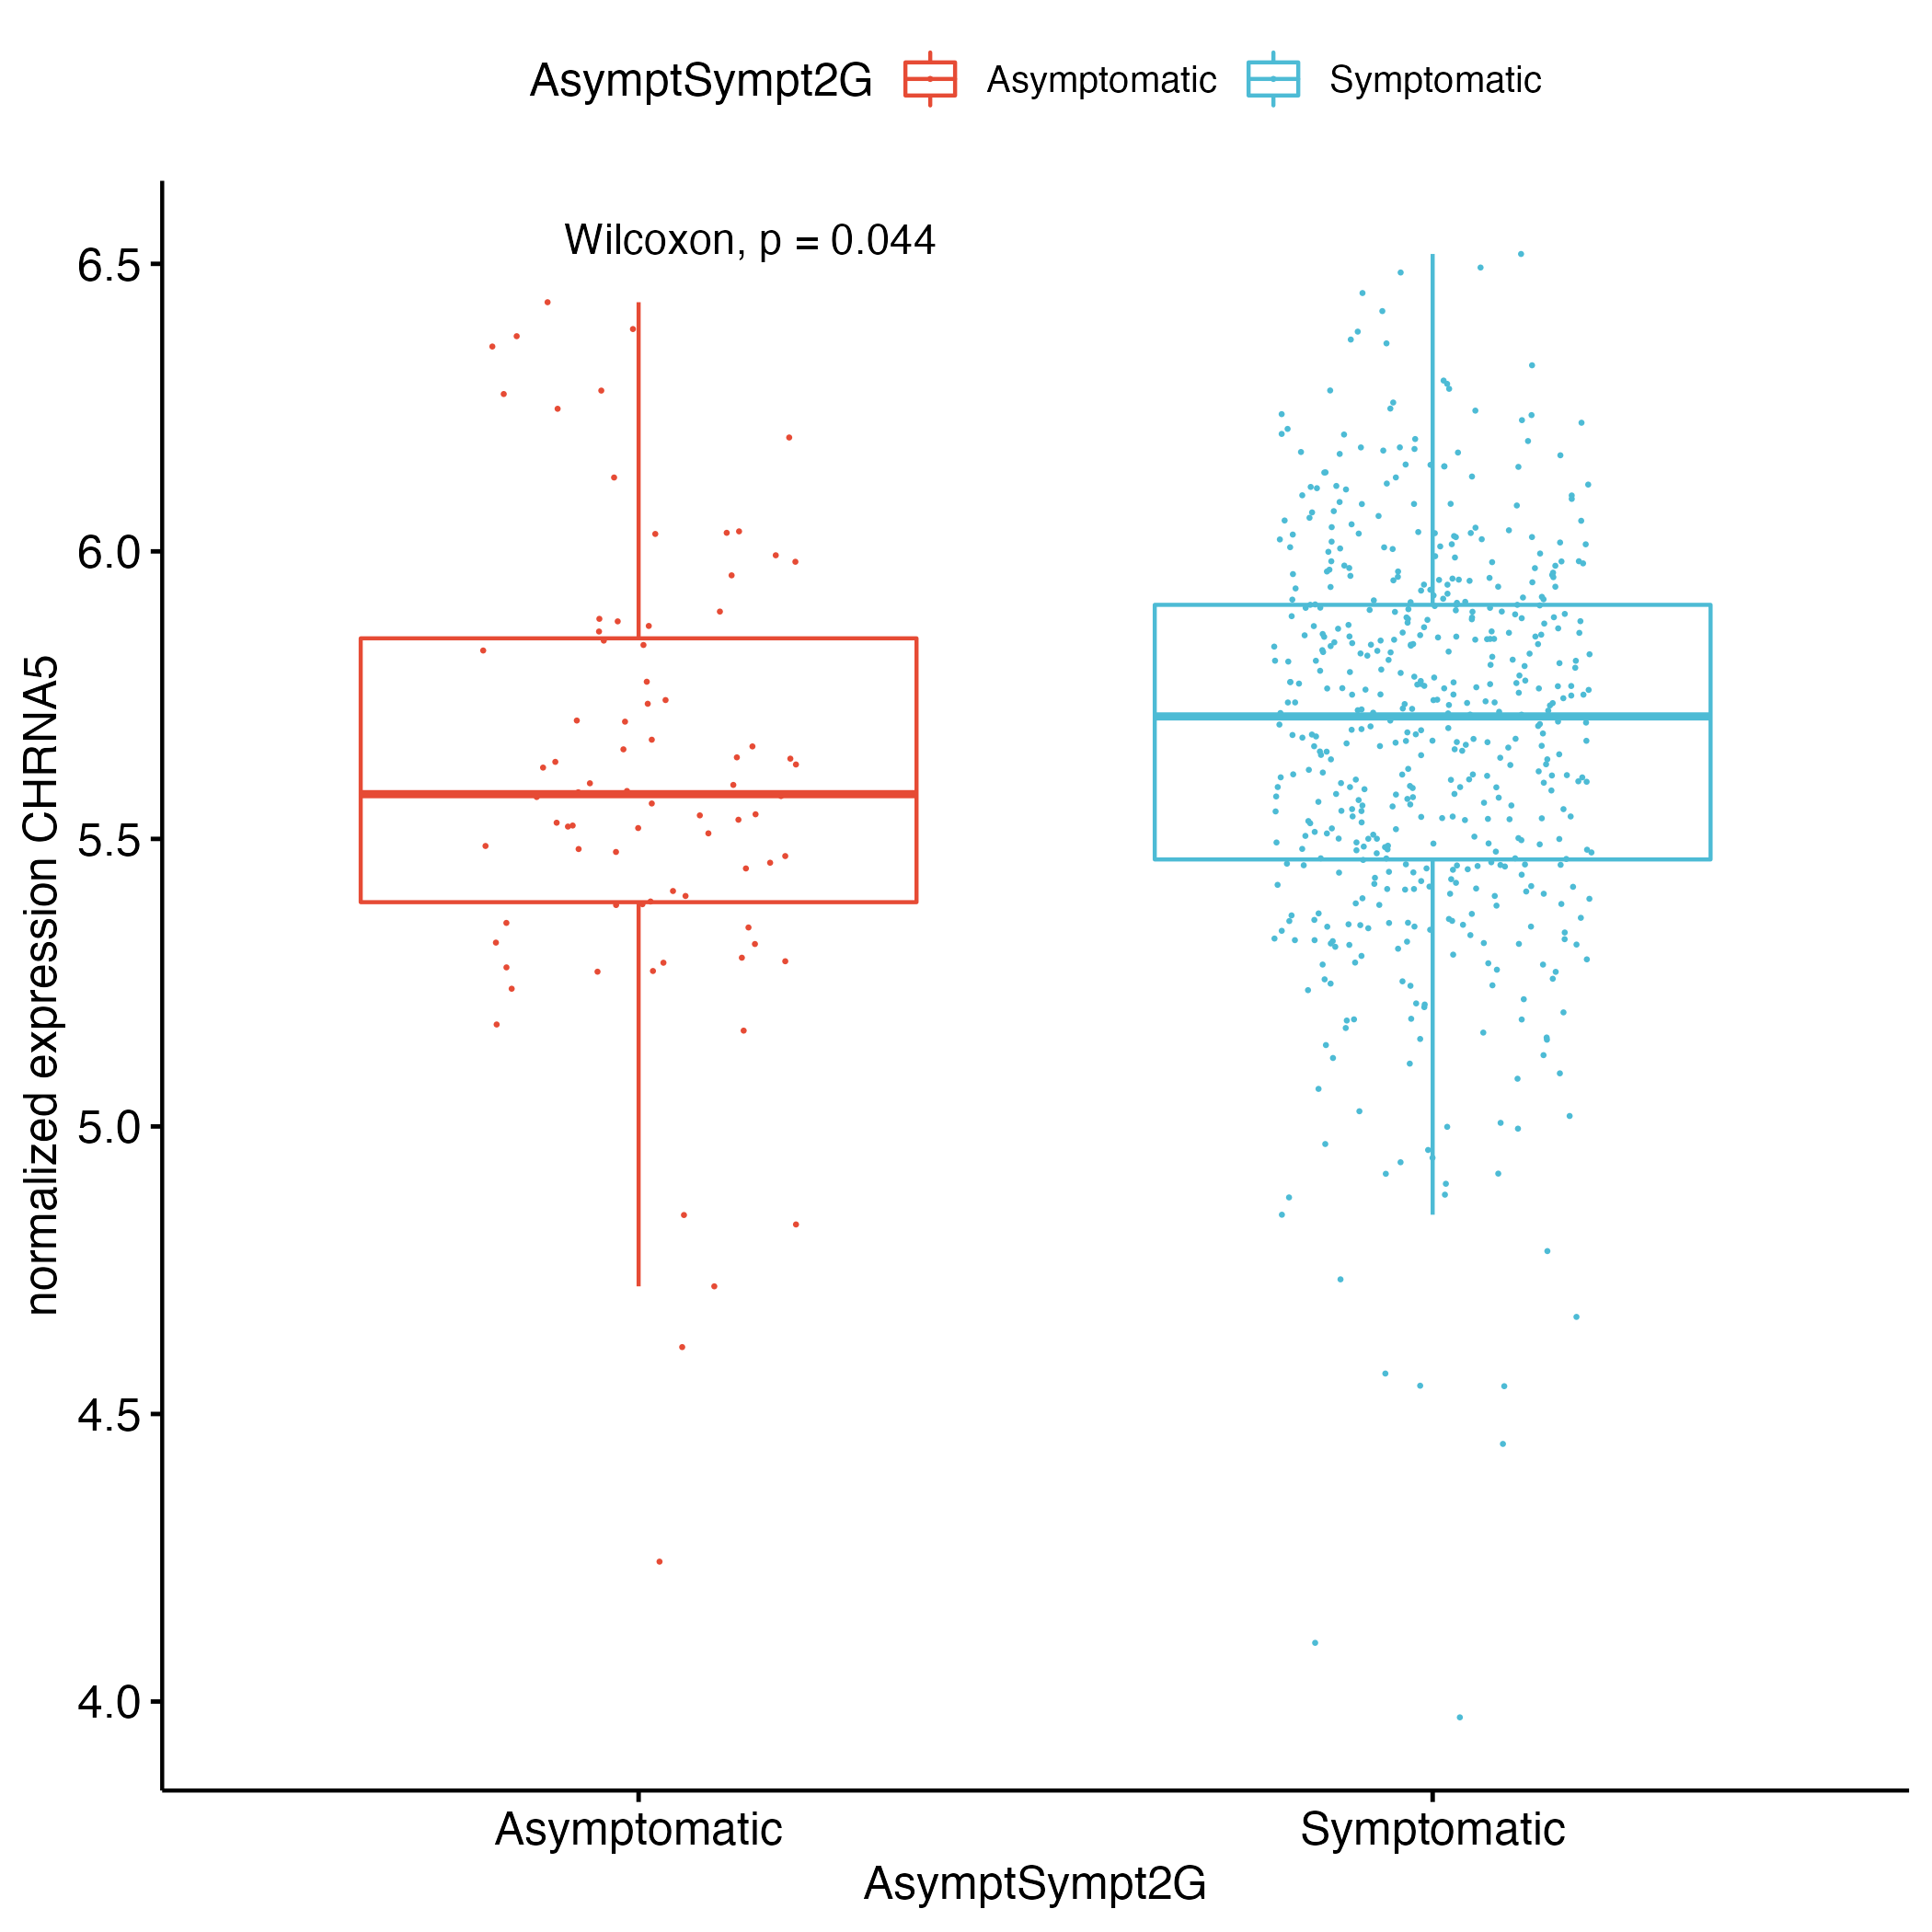 AsymptSympt2G Asymptomatic Symptomatic
Wilcoxon, p = 0.044
6.5
6.0
5.5
5.0
4.5
4.0
normalized expression CHRNA5
Asymptomatic Symptomatic
AsymptSympt2G